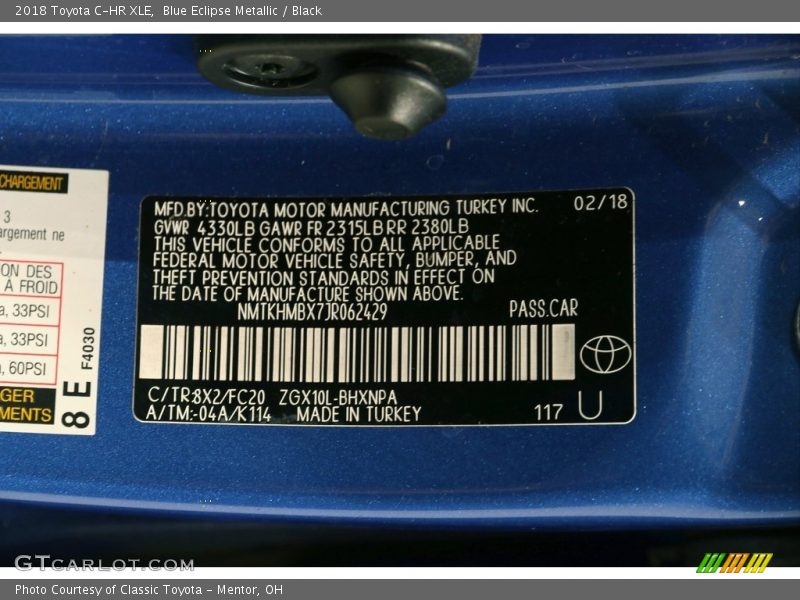 2018 Toyota C-HR XLE,  Blue Eclipse Metallic / Black
CHARGEMENT
3
argement ne
ION DES
À FROID
a, 33PSI
a, 33PSI
, 60PSI
GER
MENTS
8 E F4030
MFD.BY:TOYOTA MOTOR MANUFACTURING TURKEY INC. 02/18
GVWR 4330LB GAWR FR 2315LB RR 2380LB
THIS VEHICLE CONFORMS TO ALL APPLICABLE
FEDERAL MOTOR VEHICLE SAFETY, BUMPER, AND
THEFT PREVENTION STANDARDS IN EFFECT ON
THE DATE OF MANUFACTURE SHOWN ABOVE.
NMTKHMBX7JR062429 PASS.CAR
C/TR:8X2/FC20 ZGX10L-BHXNPA
A/TM:-04A/K114 MADE IN TURKEY 117 U
GTCARLOT.COM
Photo Courtesy of Classic Toyota - Mentor, OH